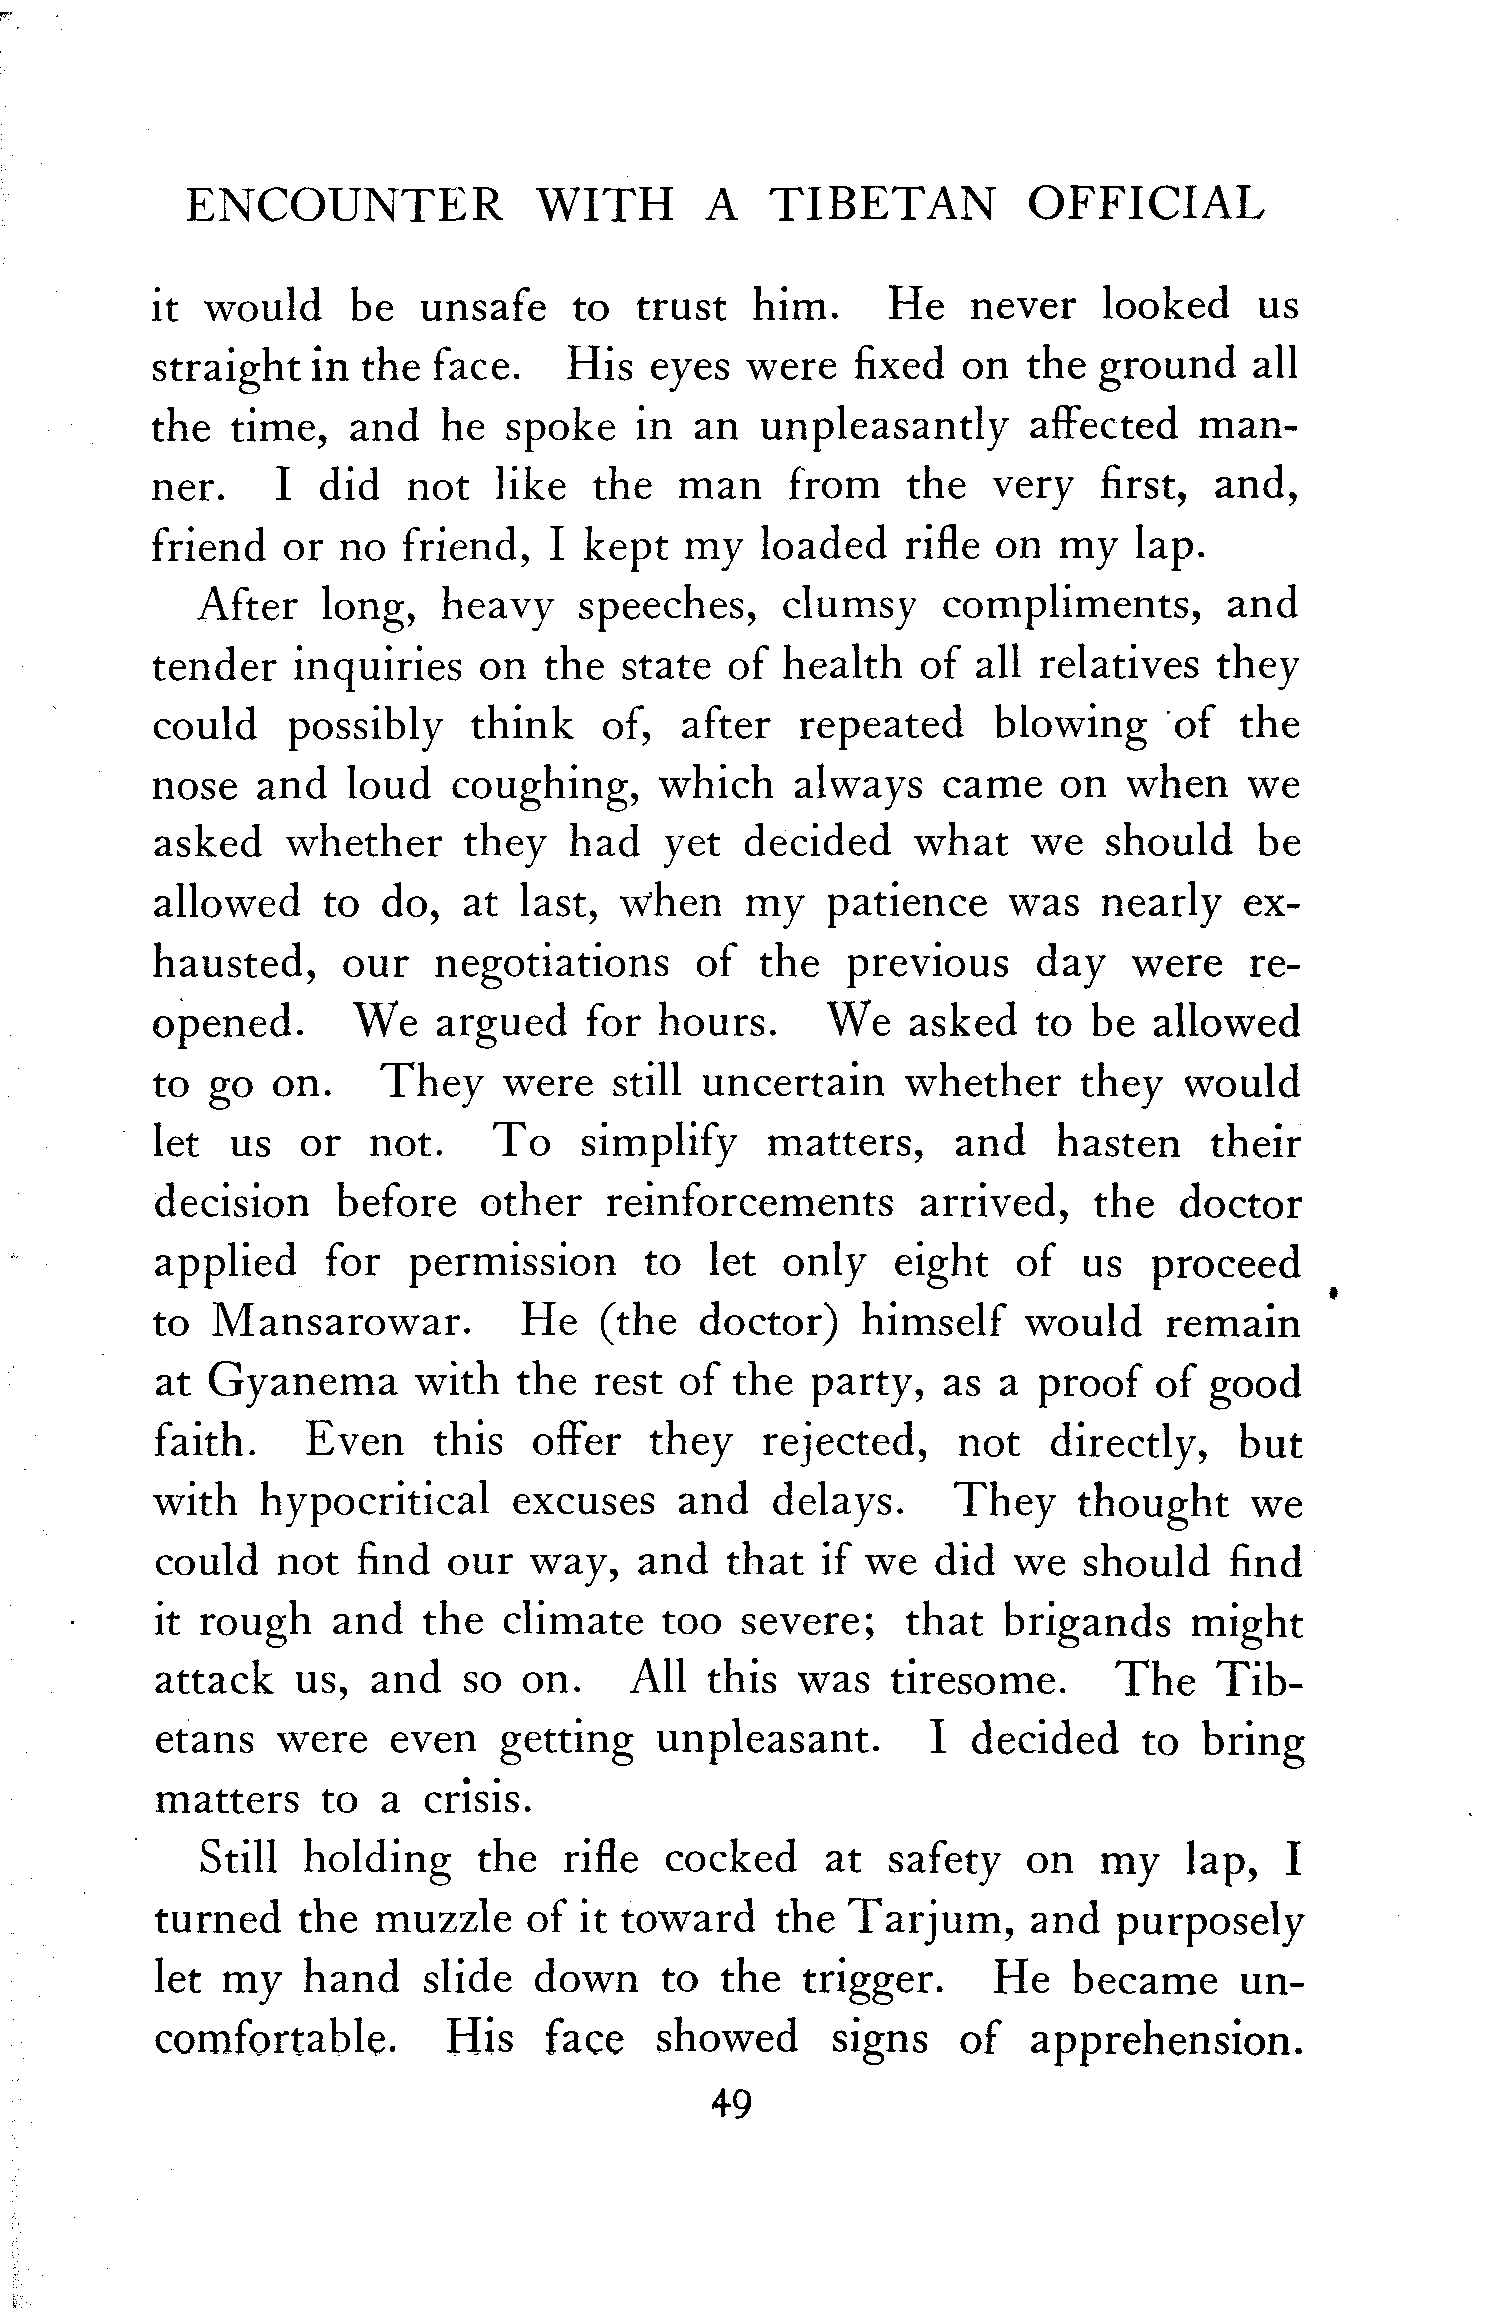 ENCOUNTER WITH A TIBETAN OFFICIAL
it would be unsafe to trust him. He never looked us
straight in the face. His eyes were fixed on the ground all
the time, and he spoke in an unpleasantly affected man-
ner. I did not like the man from the very first, and,
friend or no friend, I kept my loaded rifle on my lap.
After long, heavy speeches, clumsy compliments, and
tender inquiries on the state of health of all relatives they
could possibly think of, after repeated blowing of the
nose and loud coughing, which always came on when we
asked whether they had yet decided what we should be
allowed to do, at last, when my patience was nearly ex-
hausted, our negotiations of the previous day were re-
opened. We argued for hours. We asked to be allowed
to go on. They were still uncertain whether they would
let us or not. To simplify matters, and hasten their
decision before other reinforcements arrived, the doctor
applied for permission to let only eight of us proceed
to Mansarowar. He (the doctor) himself would remain
at Gyanema with the rest of the party, as a proof of good
faith. Even this offer they rejected, not directly, but
with hypocritical excuses and delays. They thought we
could not find our way, and that if we did we should find
it rough and the climate too severe; that brigands might
attack us, and so on. All this was tiresome. The Tib-
etans were even getting unpleasant. I decided to bring
matters to a crisis.
Still holding the rifle cocked at safety on my lap, I
turned the muzzle of it toward the Tarjum, and purposely
let my hand slide down to the trigger. He became un-
comfortable. His face showed signs of apprehension.
49